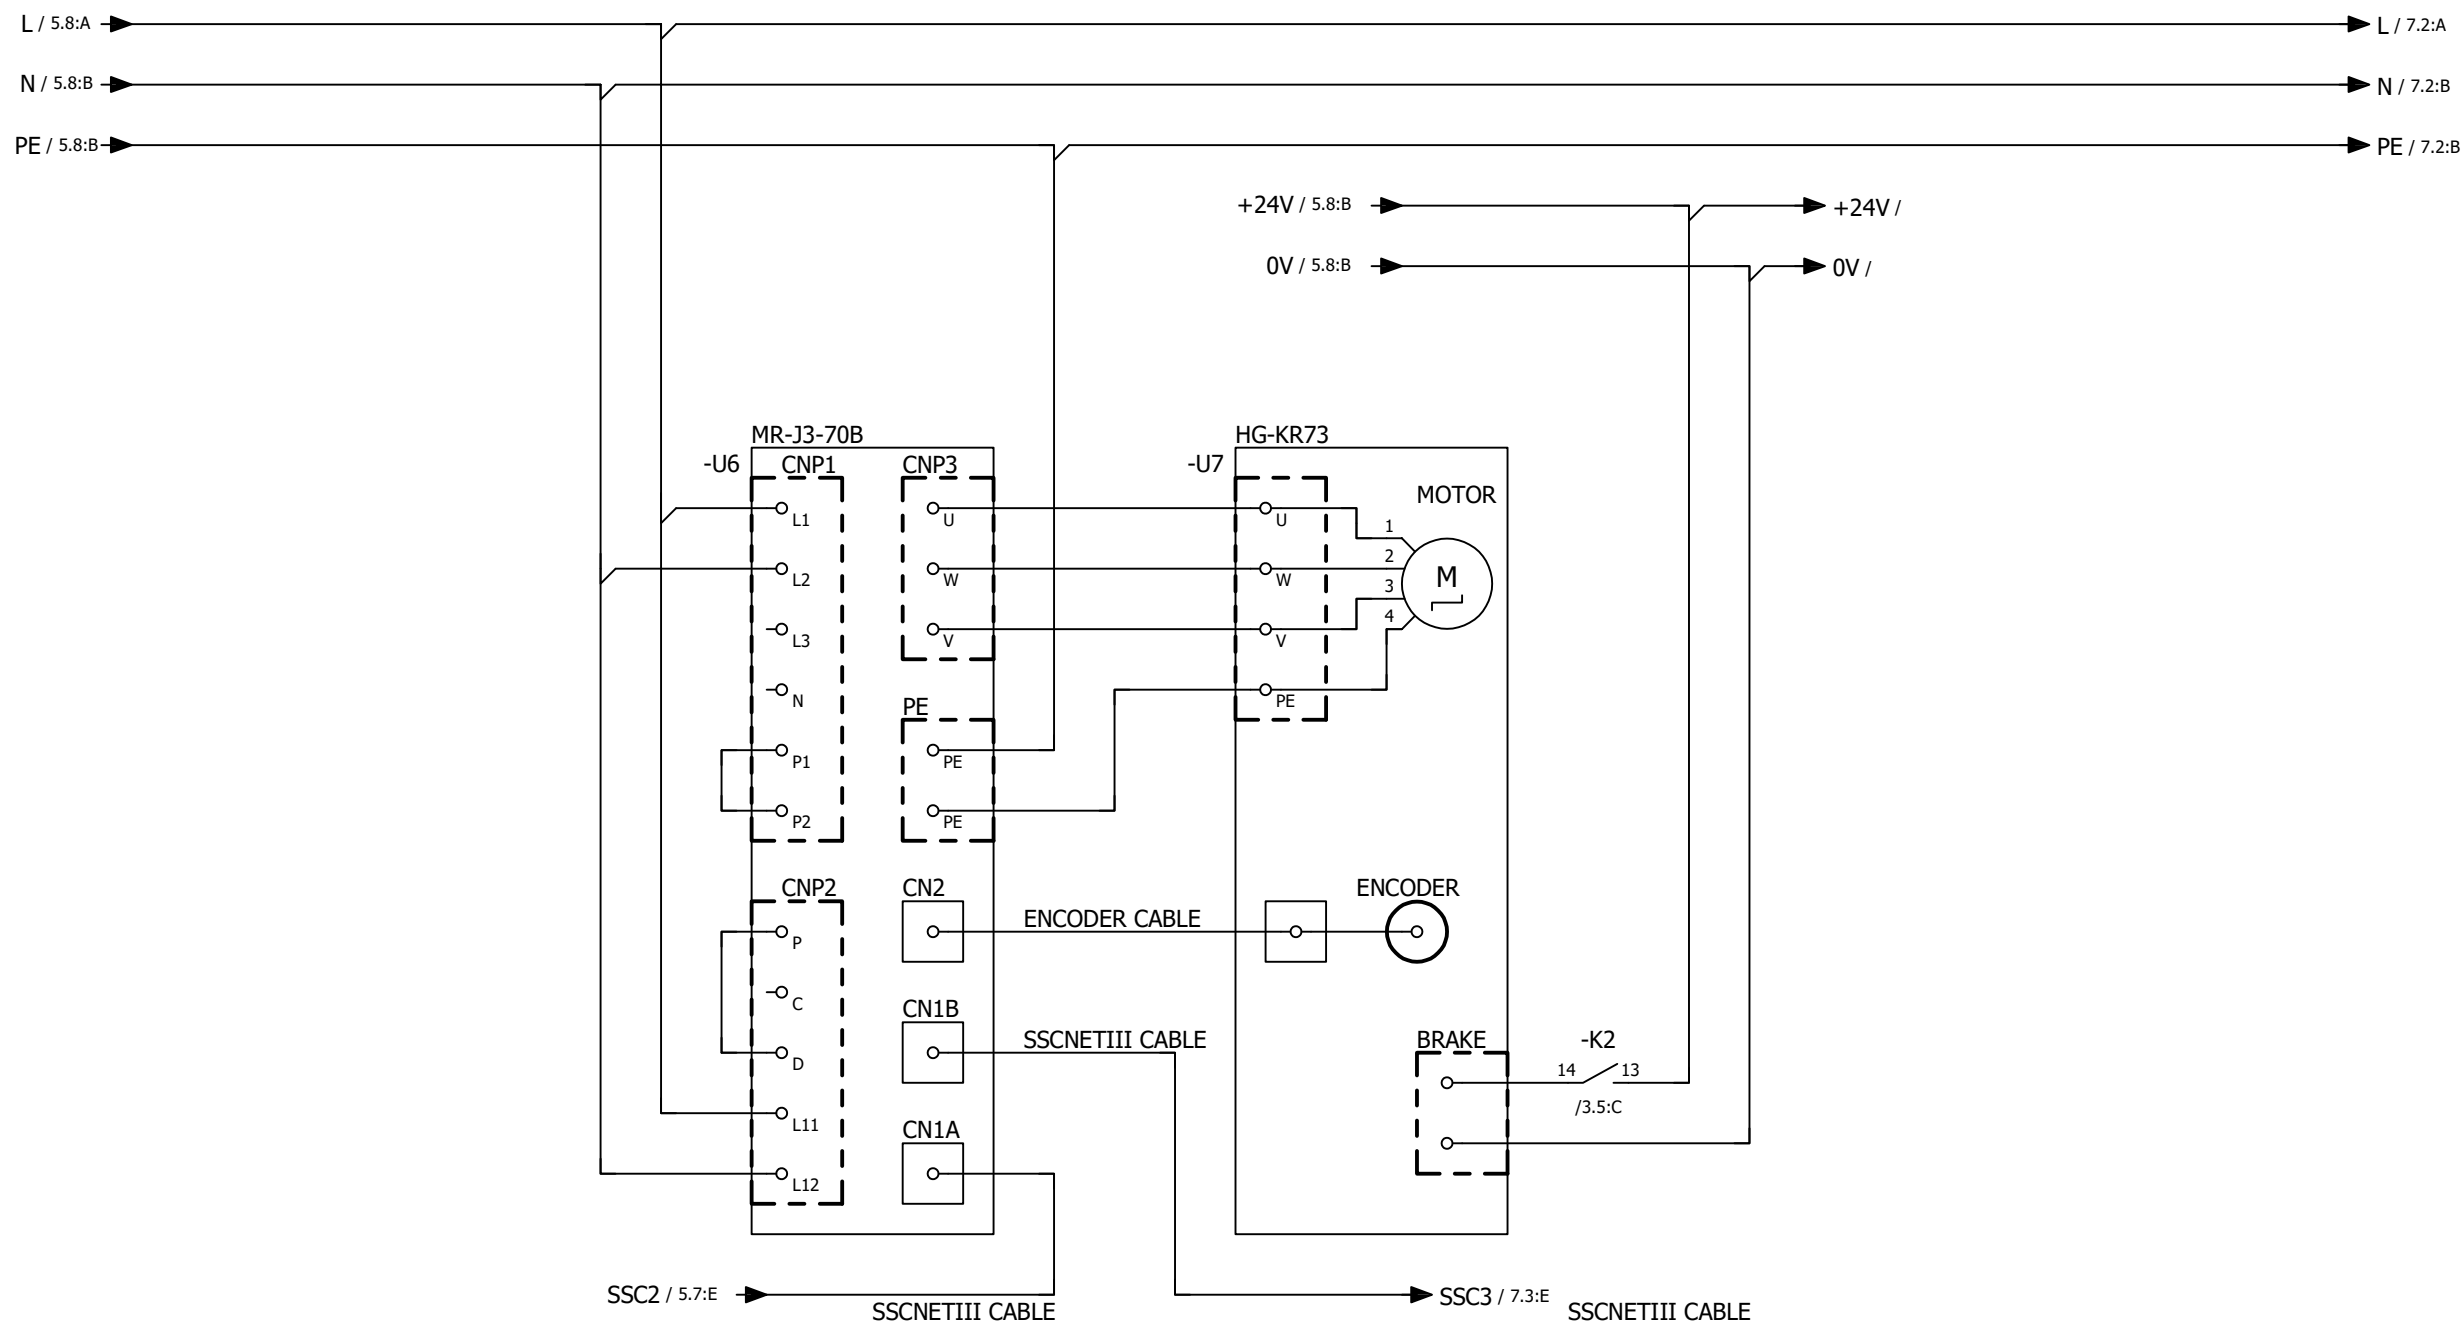 L / 5.8:A
L / 7.2:A
N / 5.8:B
N / 7.2:B
PE / 5.8:B
PE / 7.2:B
+24V / 5.8:B
+24V /
0V / 5.8:B
0V /
MR-J3-70B
HG-KR73
-U6
CNP1
CNP3
-U7
MOTOR
L1
U
U
1
L2
W
W
2
M
3
L3
V
V
4
N
PE
PE
P1
PE
P2
PE
CNP2
CN2
ENCODER
P
ENCODER CABLE
C
CN1B
D
SSCNETIII CABLE
BRAKE
-K2
14
13
/3.5:C
L11
CN1A
L12
SSC2 / 5.7:E
SSCNETIII CABLE
SSC3 / 7.3:E
SSCNETIII CABLE